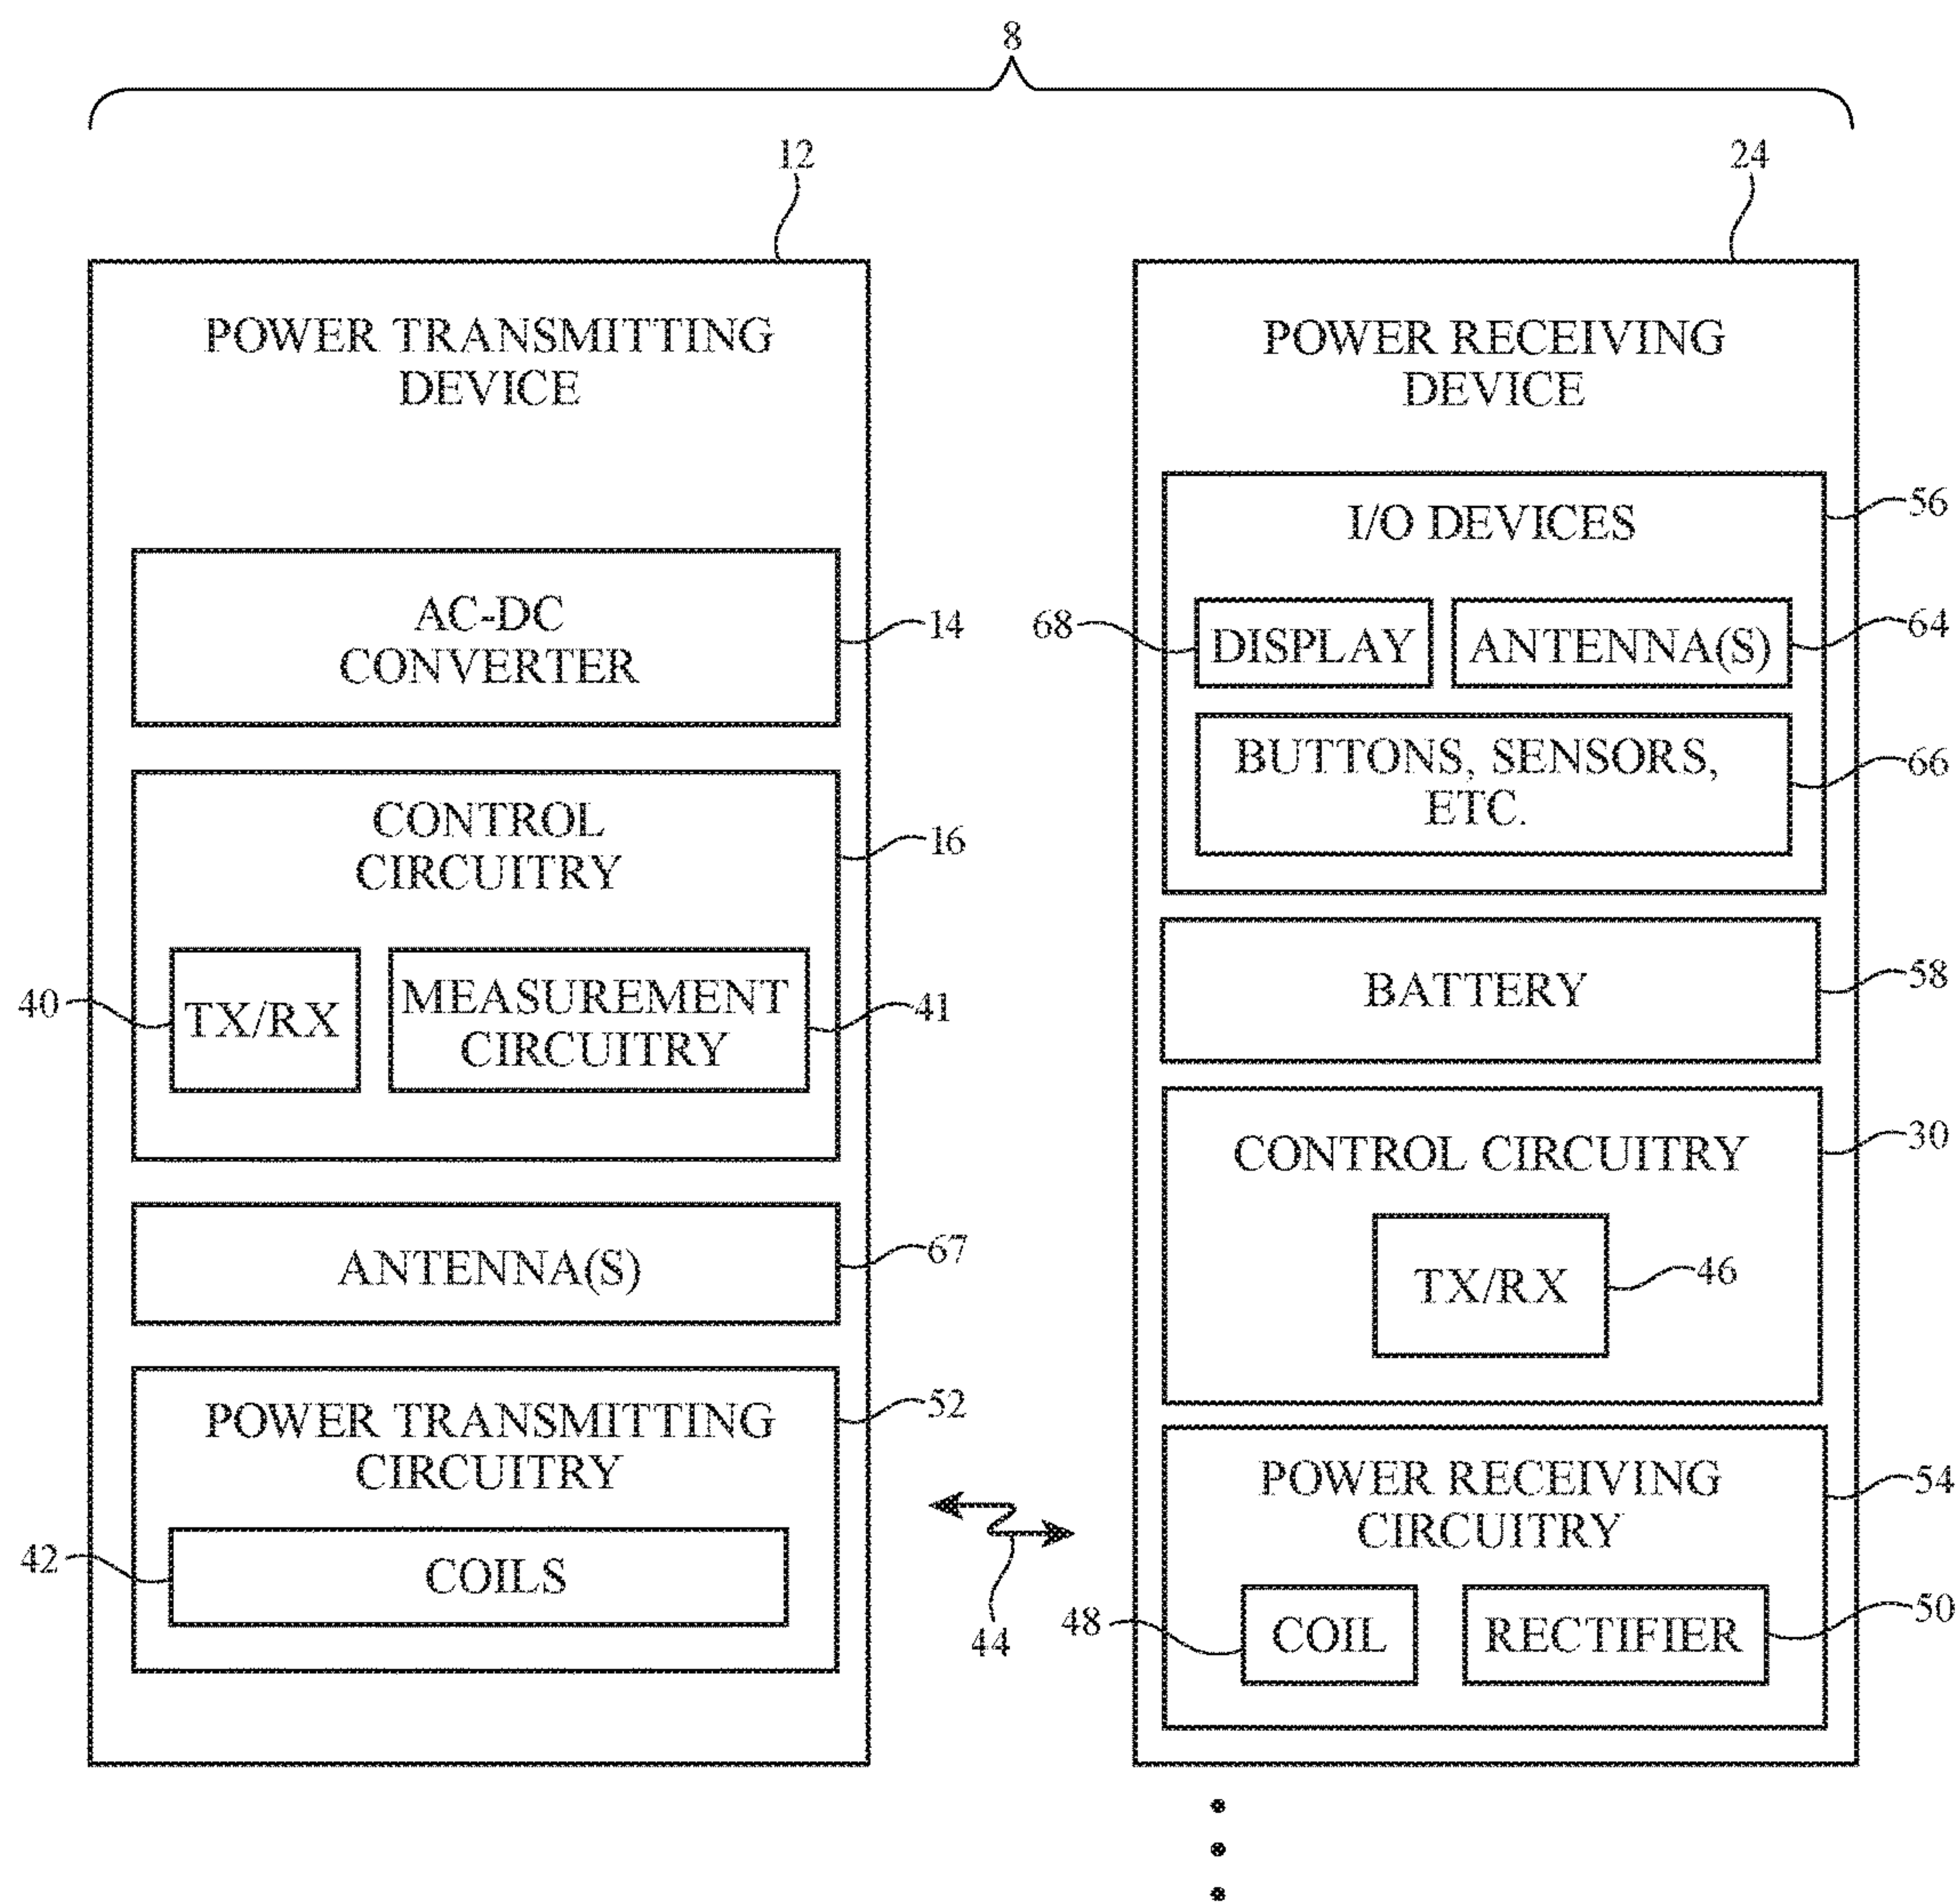 8
12
24
POWER TRANSMITTING
DEVICE
AC-DC
CONVERTER
14
CONTROL
CIRCUITRY
16
40
TX/RX
MEASUREMENT
CIRCUITRY
41
ANTENNA(S)
67
POWER TRANSMITTING
CIRCUITRY
52
42
COILS
44
POWER RECEIVING
DEVICE
I/O DEVICES
56
68
DISPLAY
ANTENNA(S)
64
BUTTONS, SENSORS,
ETC.
66
BATTERY
58
CONTROL CIRCUITRY
30
TX/RX
46
POWER RECEIVING
CIRCUITRY
54
48
COIL
RECTIFIER
50